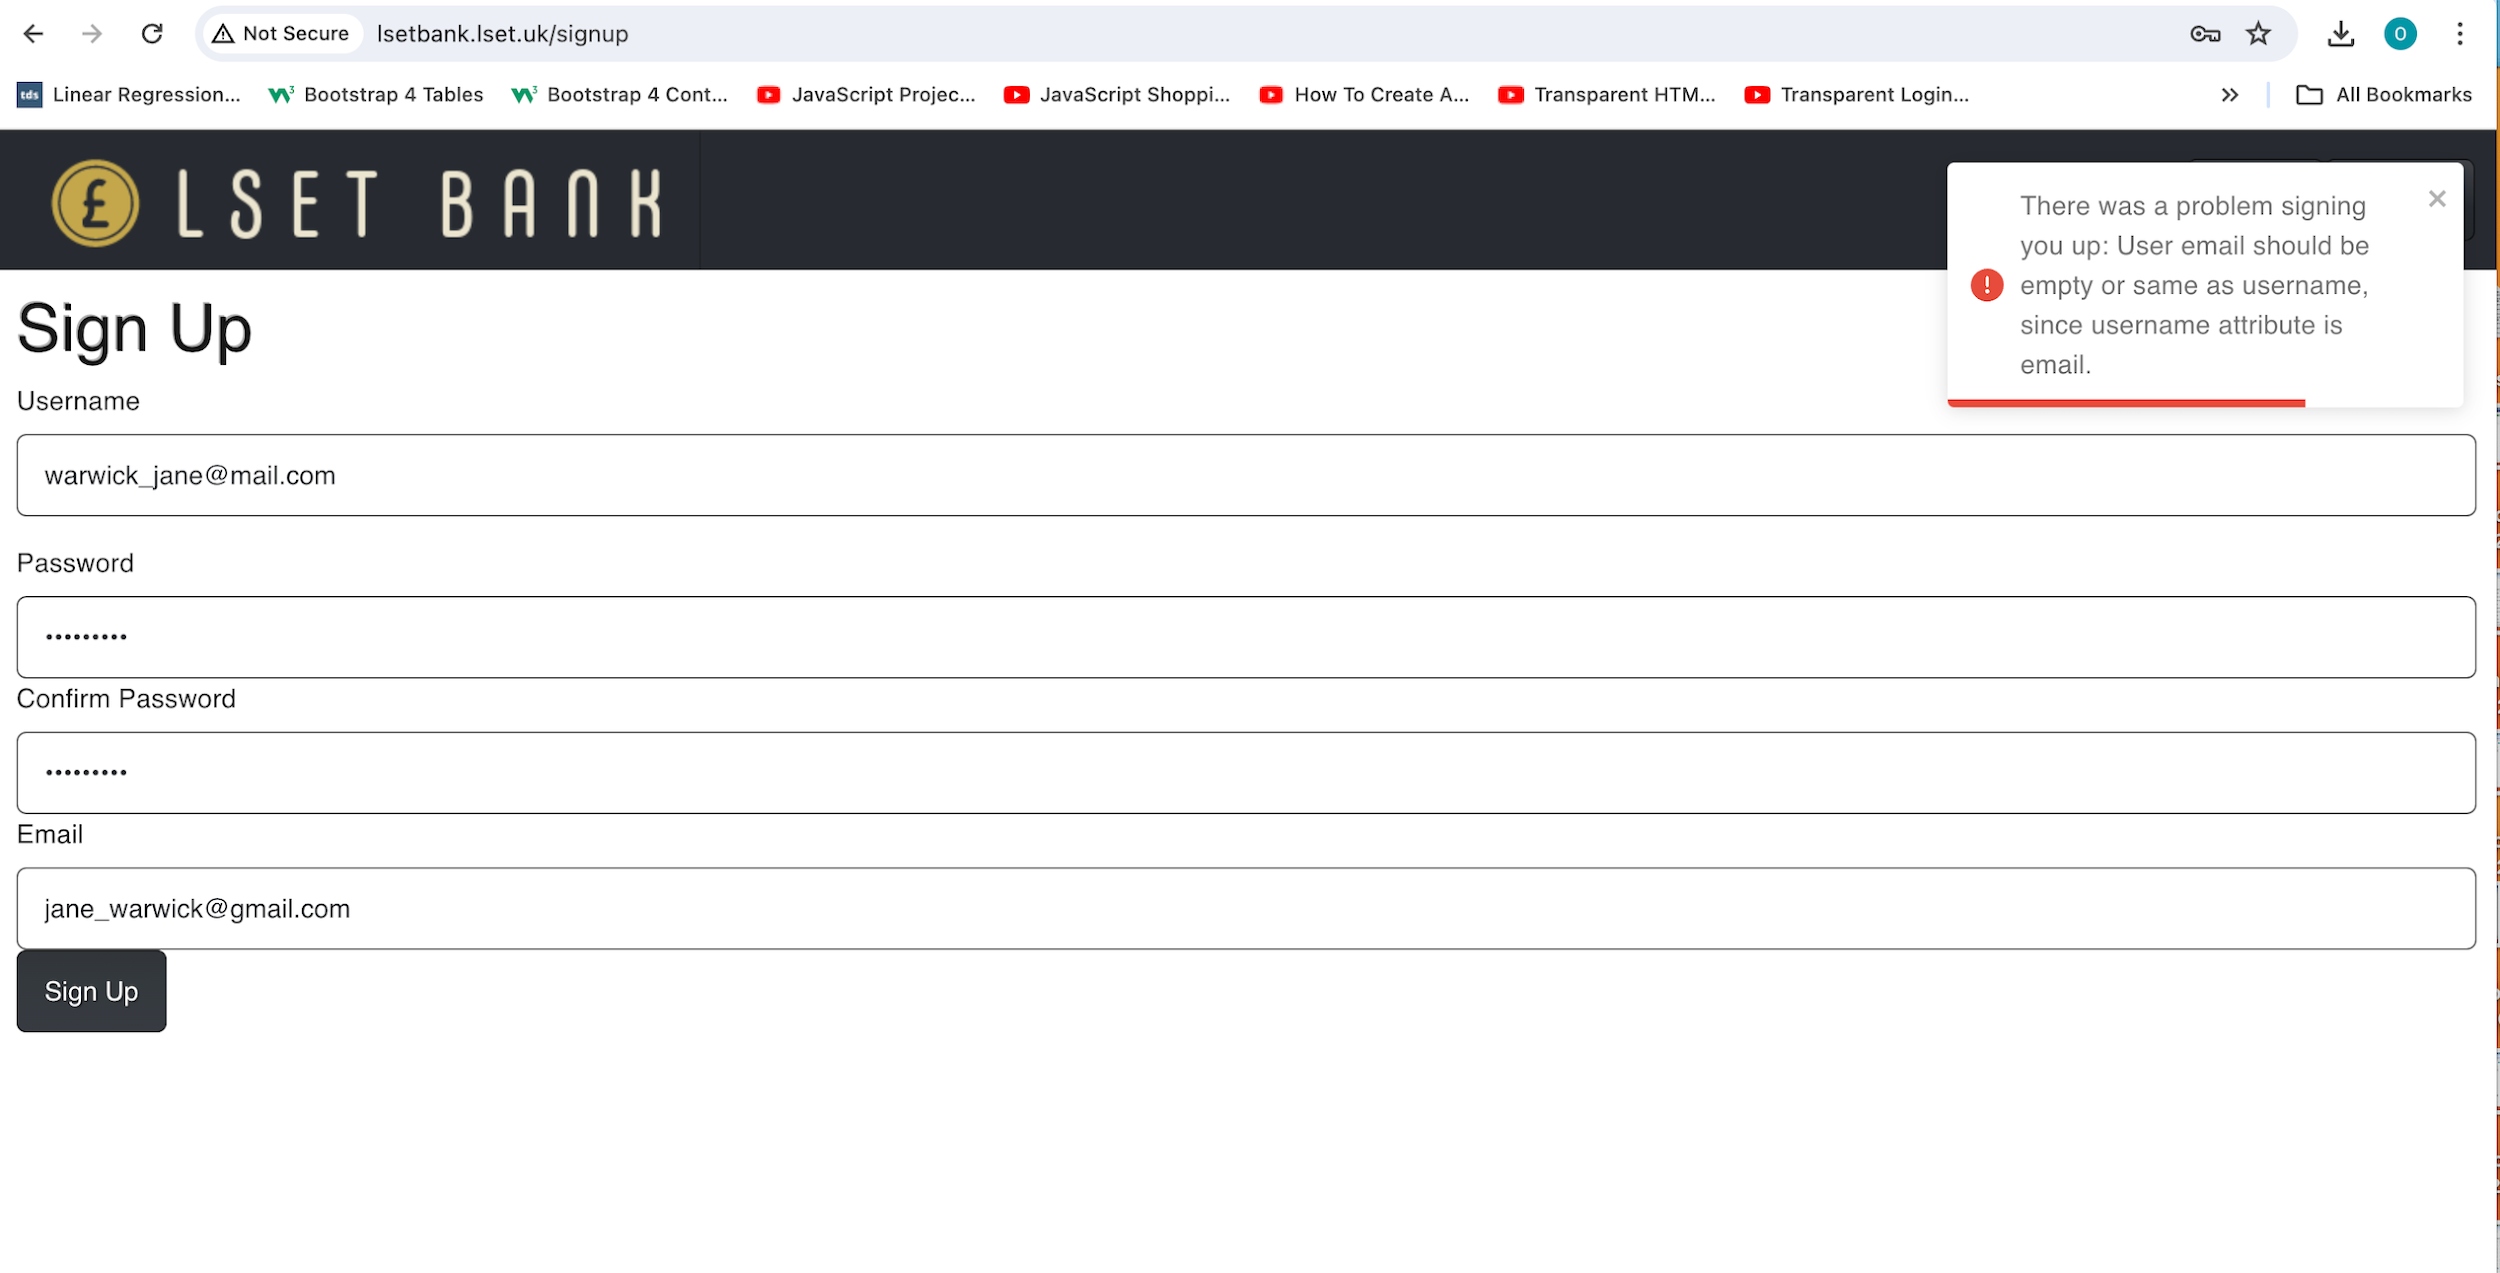 Not Secure lsetbank.lset.uk/signup O
tds Linear Regression... Bootstrap 4 Tables Bootstrap 4 Cont... JavaScript Projec... JavaScript Shoppi... How To Create A... Transparent HTM... Transparent Login... All Bookmarks
£ LSET BANK
There was a problem signing
you up: User email should be
empty or same as username,
since username attribute is
email.
Sign Up
Username
warwick_jane@mail.com
Password
•••••••••
Confirm Password
•••••••••
Email
jane_warwick@gmail.com
Sign Up